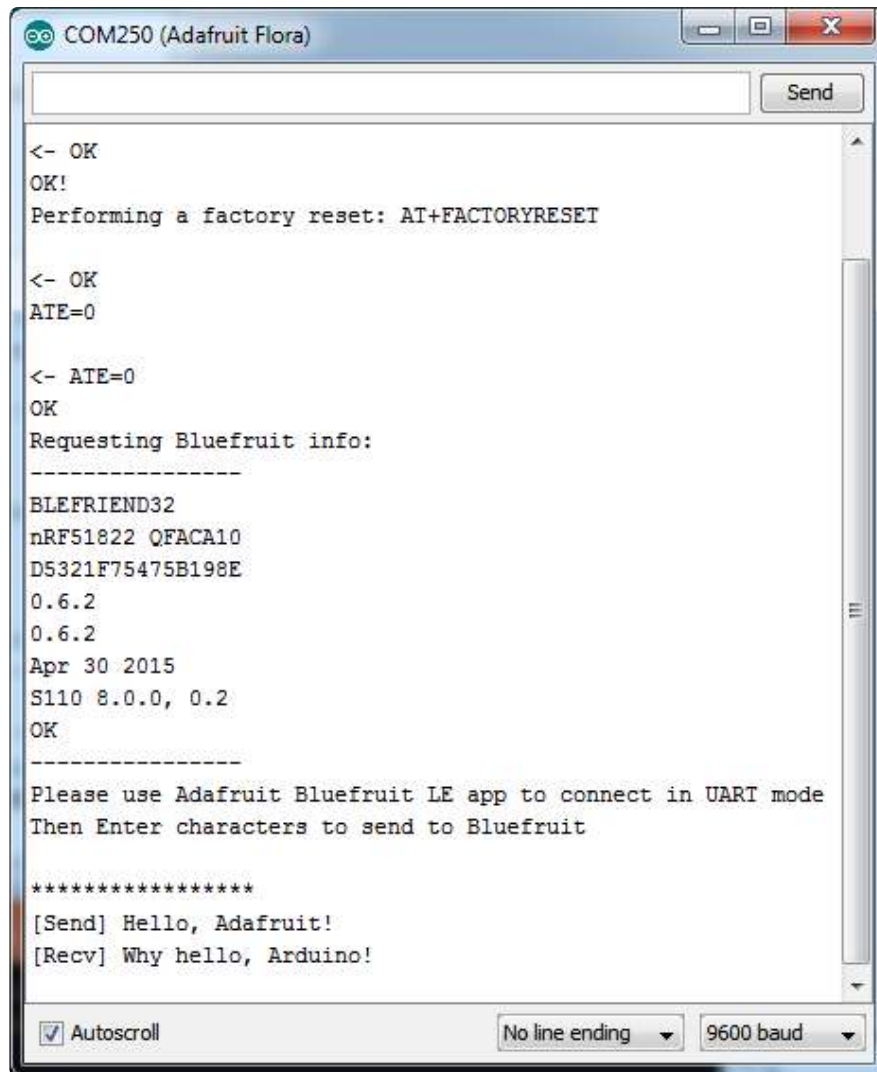 COM250 (Adafruit Flora)
Send
<- OK
OK!
Performing a factory reset: AT+FACTORYRESET
<- OK
ATE=0
<- ATE=0
OK
Requesting Bluefruit info:
----------------
BLEFRIEND32
nRF51822 QFACA10
D5321F75475B198E
0.6.2
0.6.2
Apr 30 2015
S110 8.0.0, 0.2
OK
----------------
Please use Adafruit Bluefruit LE app to connect in UART mode
Then Enter characters to send to Bluefruit
*****************
[Send] Hello, Adafruit!
[Recv] Why hello, Arduino!
Autoscroll
No line ending
9600 baud